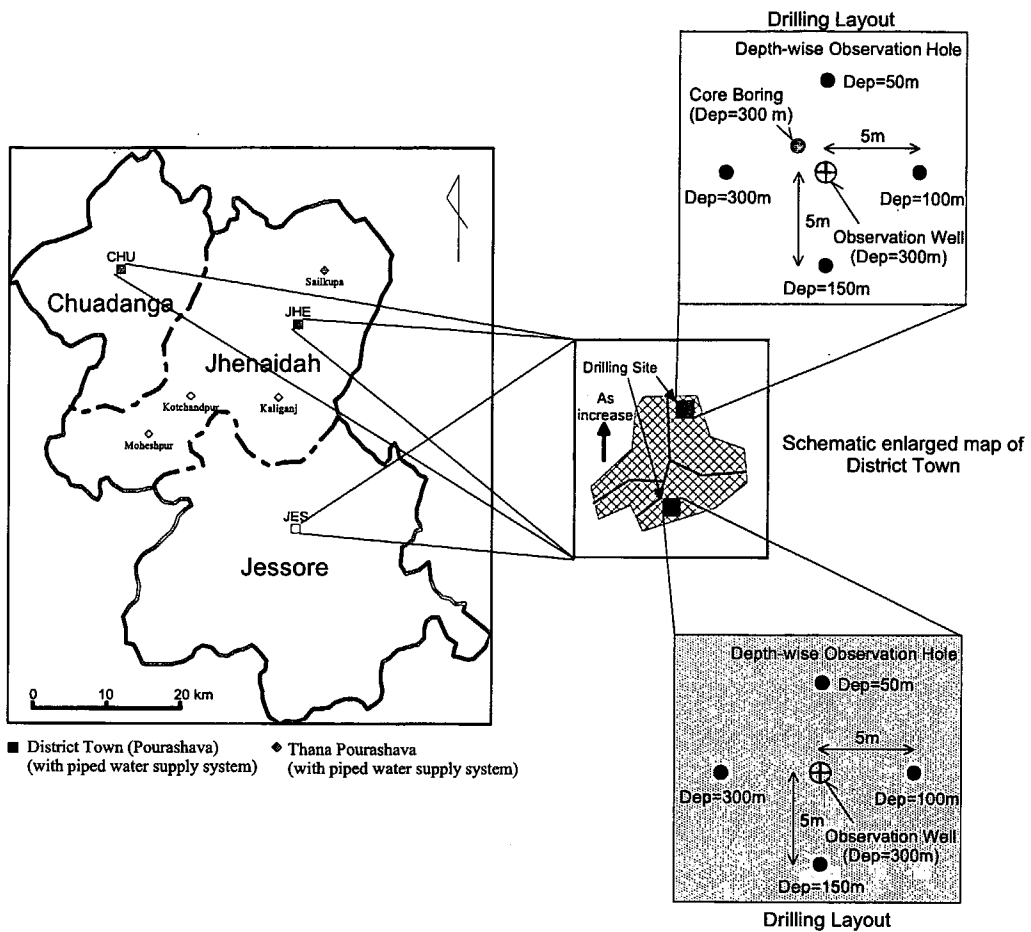 Drilling Layout
Depth-wise Observation Hole
Dep=50m
Core Boring
(Dep=300 m)
5m
Dep=300m
Dep=100m
5m
Observation Well
(Dep=300m)
Dep=150m
CHU
Chuadanga
Sailkupa
JHE
Jhenaidah
Kotchandpur
Kaliganj
Moheshpur
JES
Jessore
0 10 20 km
District Town (Pourashava)
(with piped water supply system)
Thana Pourashava
(with piped water supply system)
Drilling Site
As
increase
Schematic enlarged map of
District Town
Depth-wise Observation Hole
Dep=50m
5m
Dep=300m
Dep=100m
5m
Observation Well
(Dep=300m)
Dep=150m
Drilling Layout